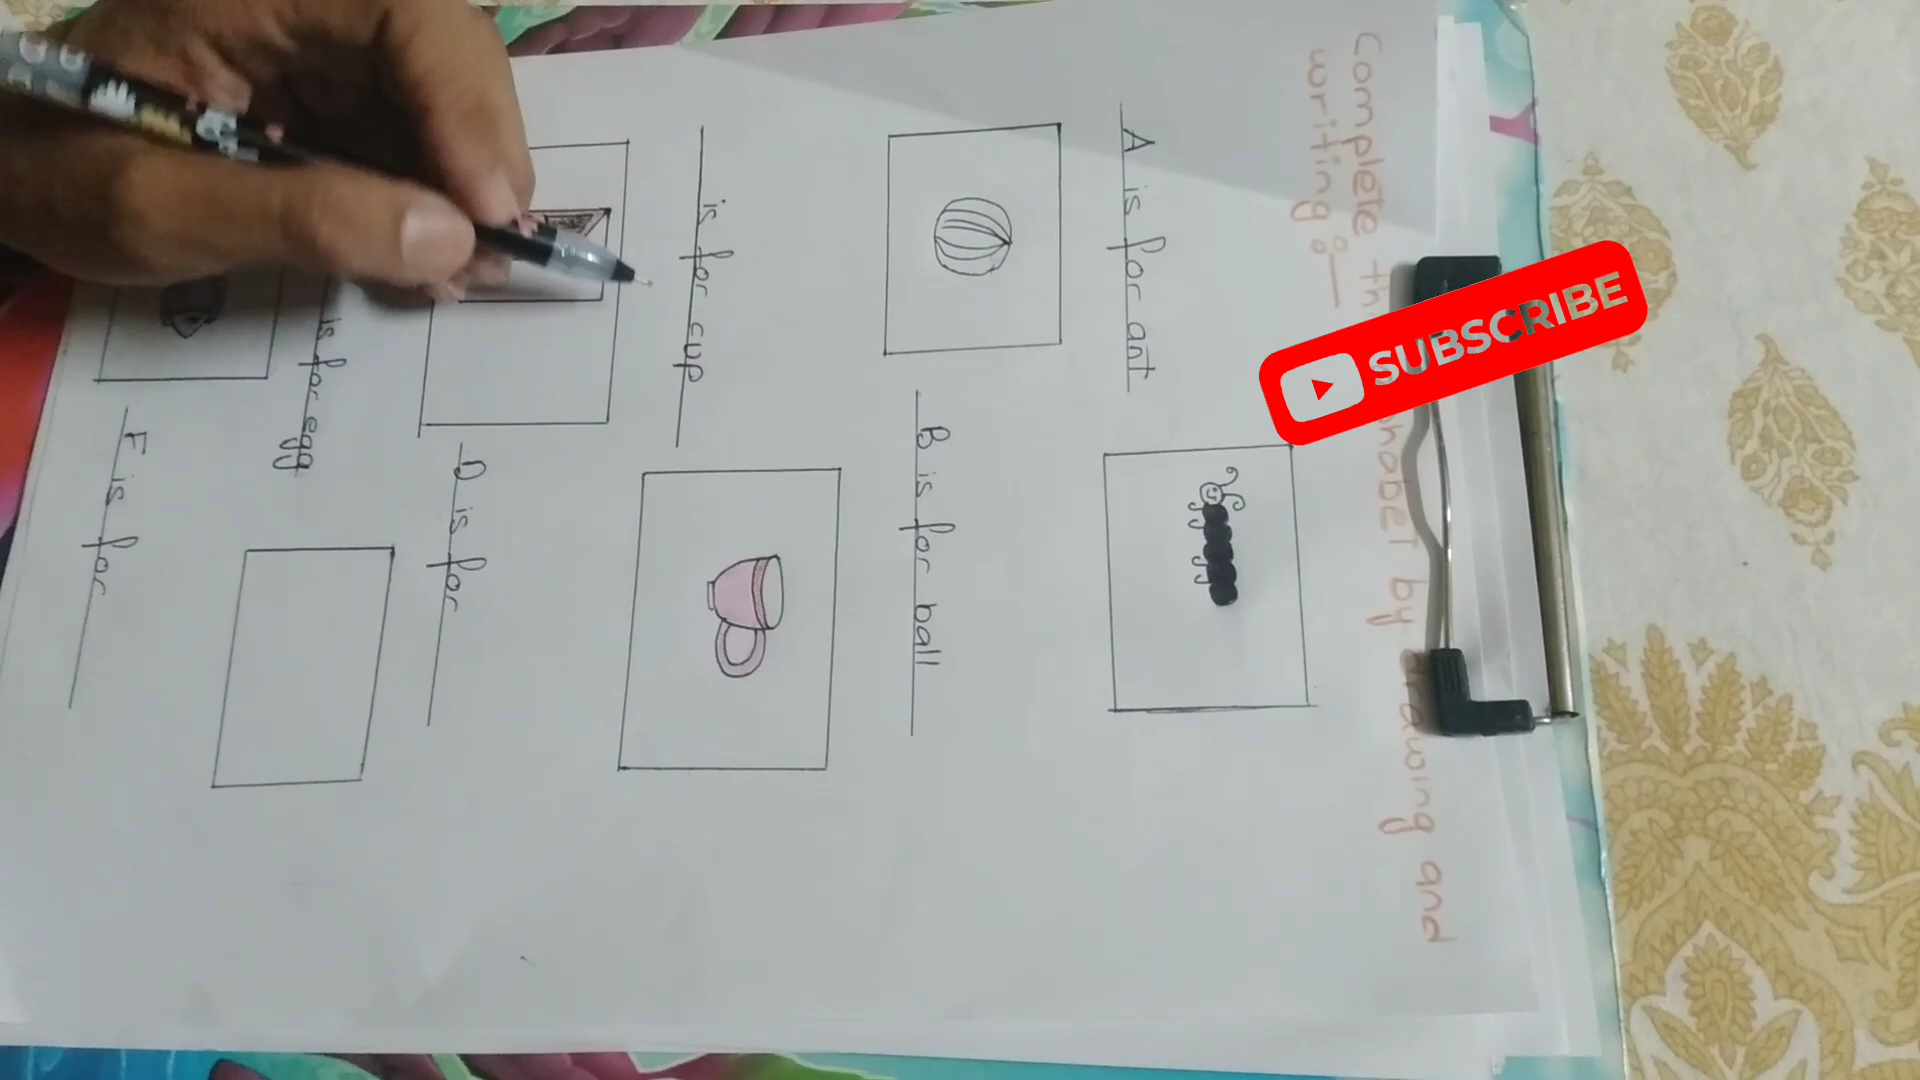 Complete the alphabet by drawing and
writing :-
A is for ant
B is for ball
is for cup
D is for
is for egg
F is for
SUBSCRIBE